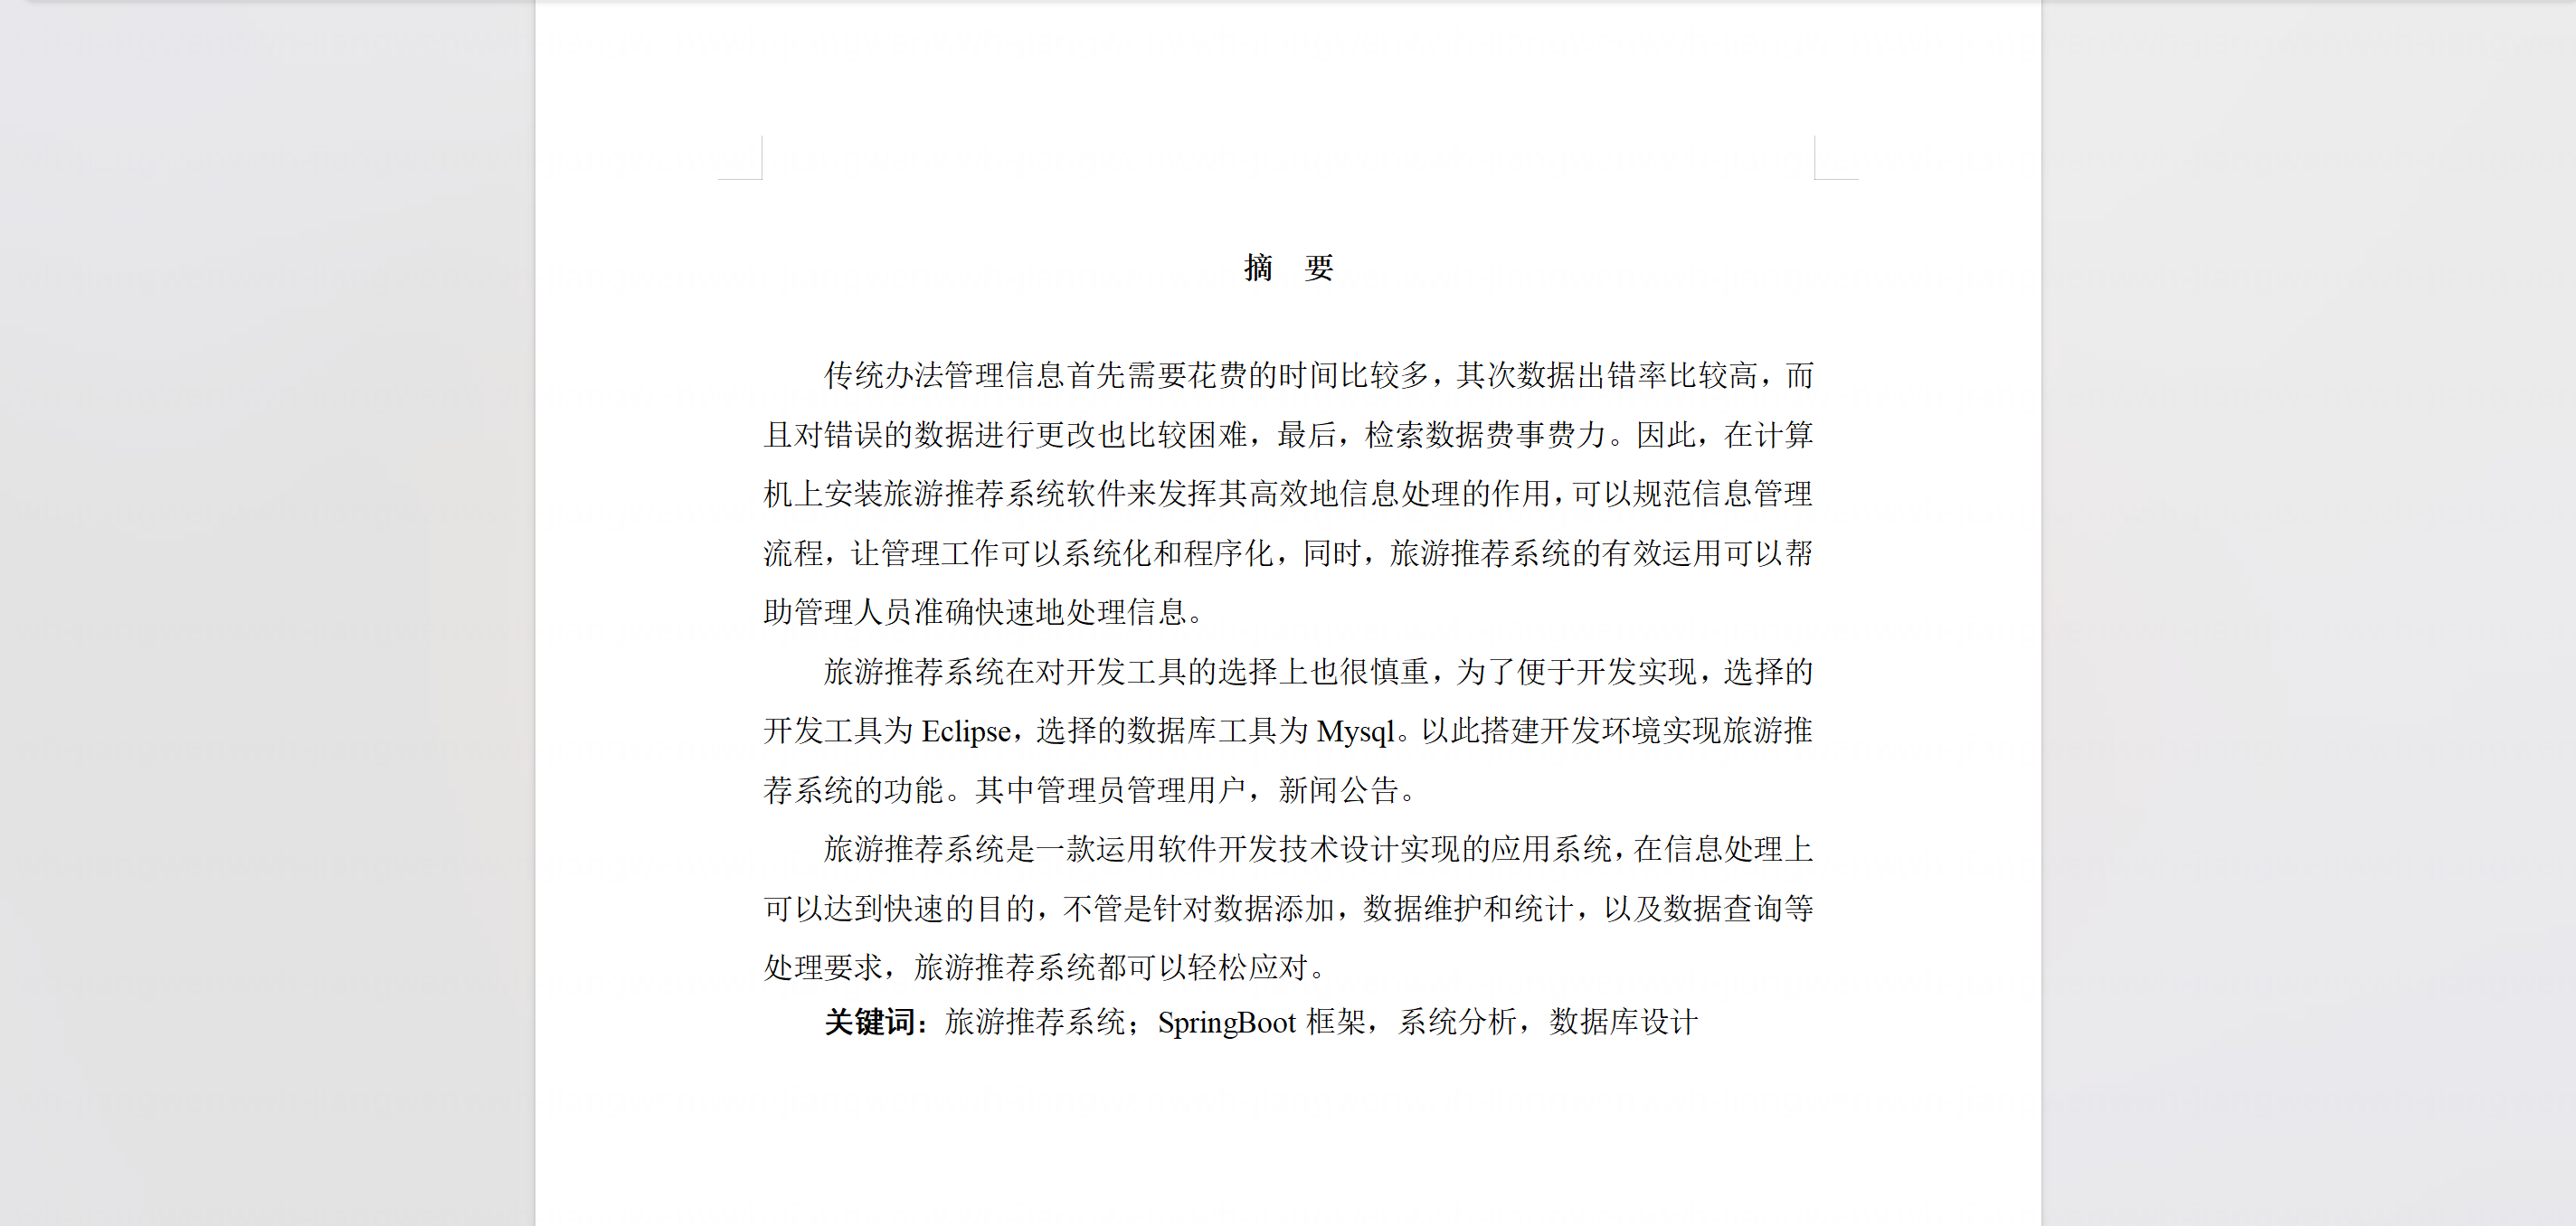 摘 要
传统办法管理信息首先需要花费的时间比较多，其次数据出错率比较高，而
且对错误的数据进行更改也比较困难，最后，检索数据费事费力。因此，在计算
机上安装旅游推荐系统软件来发挥其高效地信息处理的作用，可以规范信息管理
流程，让管理工作可以系统化和程序化，同时，旅游推荐系统的有效运用可以帮
助管理人员准确快速地处理信息。
旅游推荐系统在对开发工具的选择上也很慎重，为了便于开发实现，选择的
开发工具为 Eclipse，选择的数据库工具为 Mysql。以此搭建开发环境实现旅游推
荐系统的功能。其中管理员管理用户，新闻公告。
旅游推荐系统是一款运用软件开发技术设计实现的应用系统，在信息处理上
可以达到快速的目的，不管是针对数据添加，数据维护和统计，以及数据查询等
处理要求，旅游推荐系统都可以轻松应对。
关键词：旅游推荐系统；SpringBoot 框架，系统分析，数据库设计